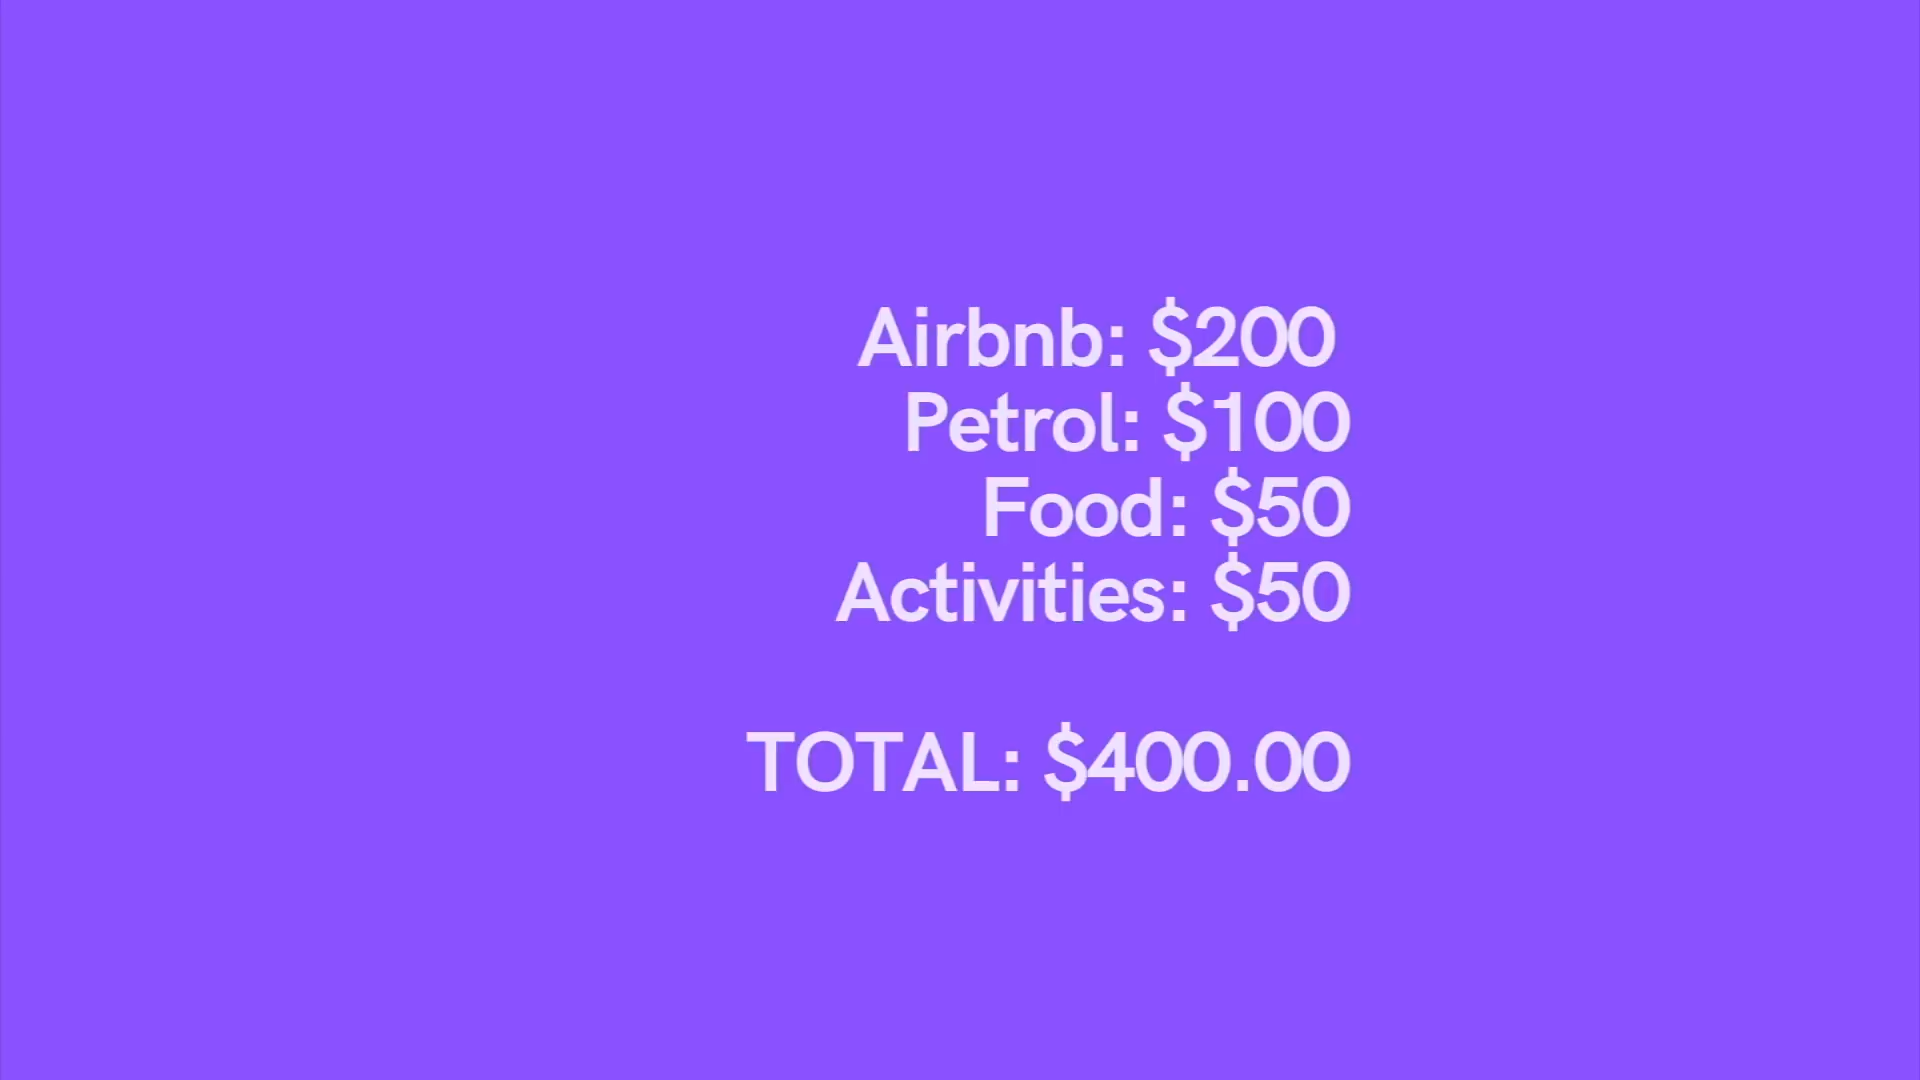 Airbnb: $200
Petrol: $100
Food: $50
Activities: $50
TOTAL: $400.00